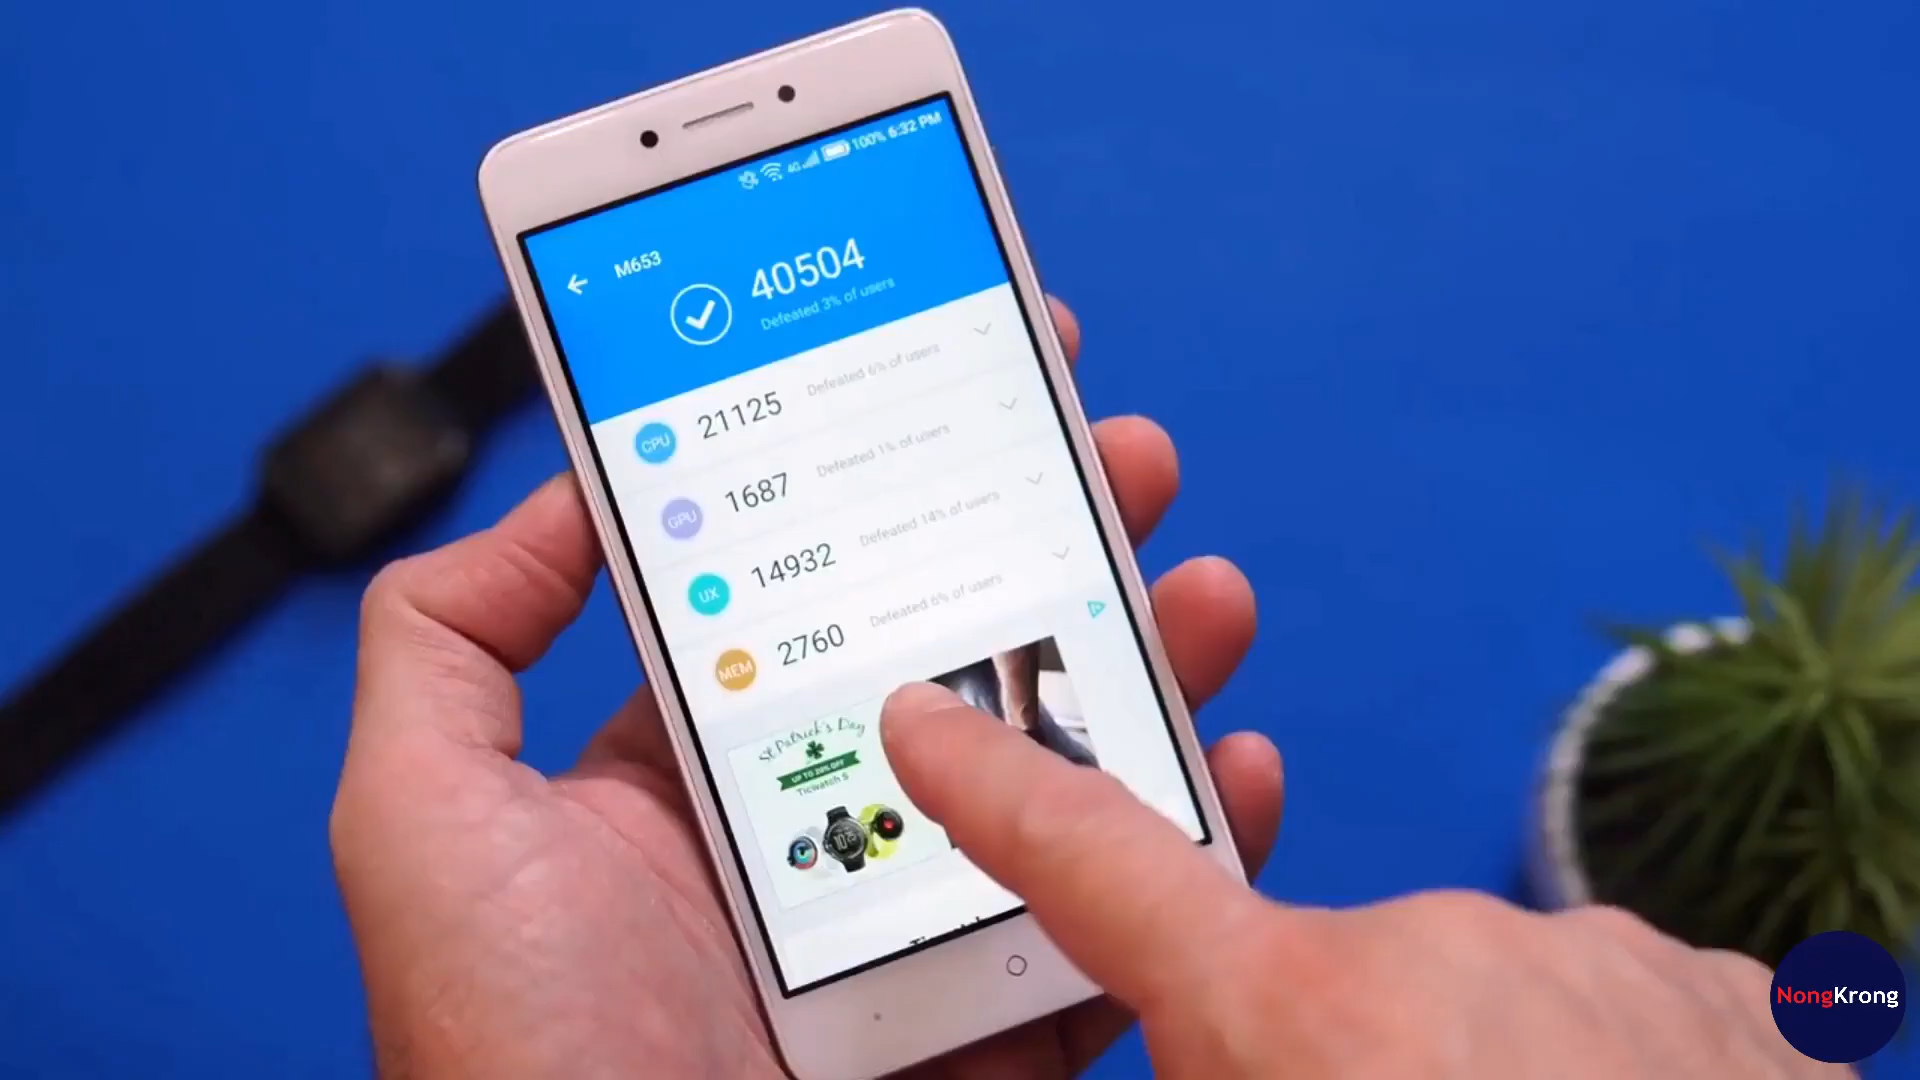 100% 6:32 PM
M653
40504
Defeated 3% of users
CPU 21125 Defeated 6% of users
GPU 1687 Defeated 1% of users
UX 14932 Defeated 14% of users
MEM 2760 Defeated 6% of users
St Patrick's Day
UP TO 20% OFF
Ticwatch S
NongKrong